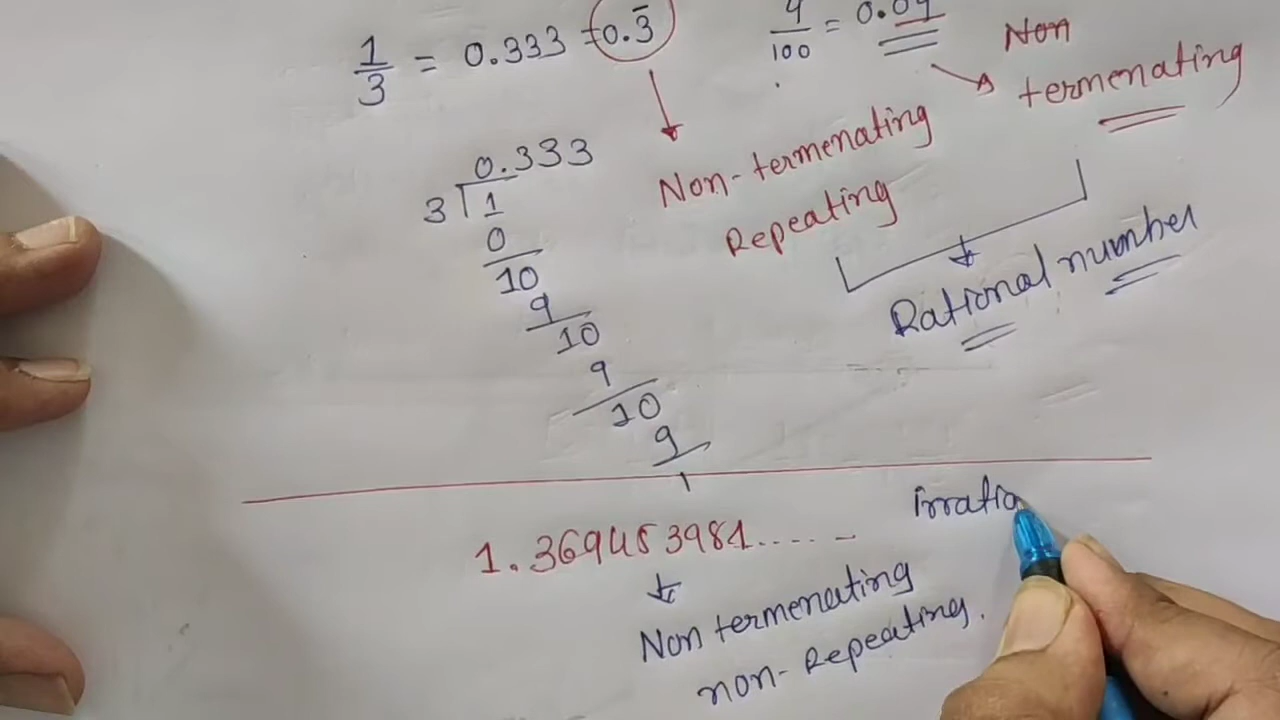 1/3 = 0.333 = 0.3̅
4/100 = 0.04
Non
termenating
Non-termenating
Repeating
Rational number
0.333
3 1
0
10
9
10
9
10
9
1
1.369453981.....-
irratio
Non termenating
non-Repeating.